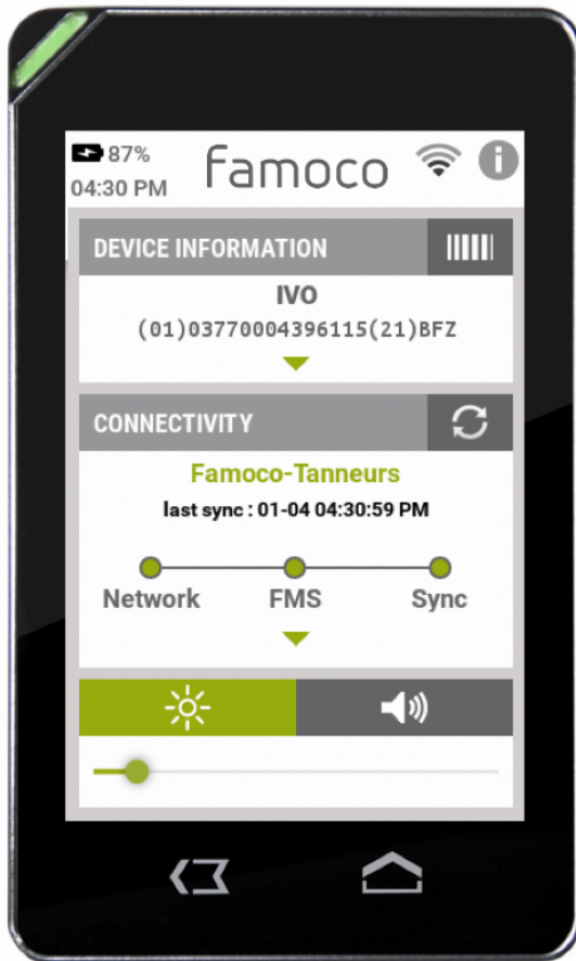 87%
04:30 PM
famoco
DEVICE INFORMATION
IVO
(01)03770004396115(21)BFZ
CONNECTIVITY
Famoco-Tanneurs
last sync : 01-04 04:30:59 PM
Network FMS Sync